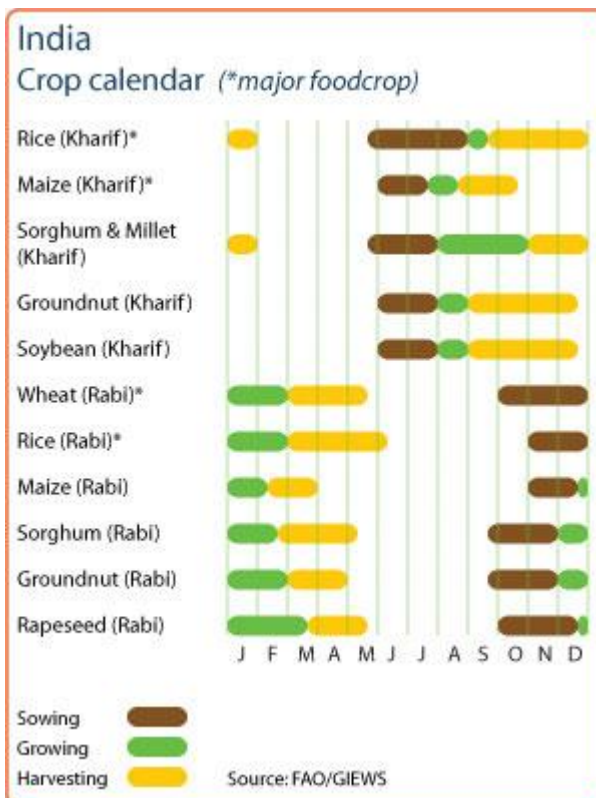 India
Crop calendar (*major foodcrop)
Rice (Kharif)*
Maize (Kharif)*
Sorghum & Millet
(Kharif)
Groundnut (Kharif)
Soybean (Kharif)
Wheat (Rabi)*
Rice (Rabi)*
Maize (Rabi)
Sorghum (Rabi)
Groundnut (Rabi)
Rapeseed (Rabi)
J F M A M J J A S O N D
Sowing
Growing
Harvesting Source: FAO/GIEWS